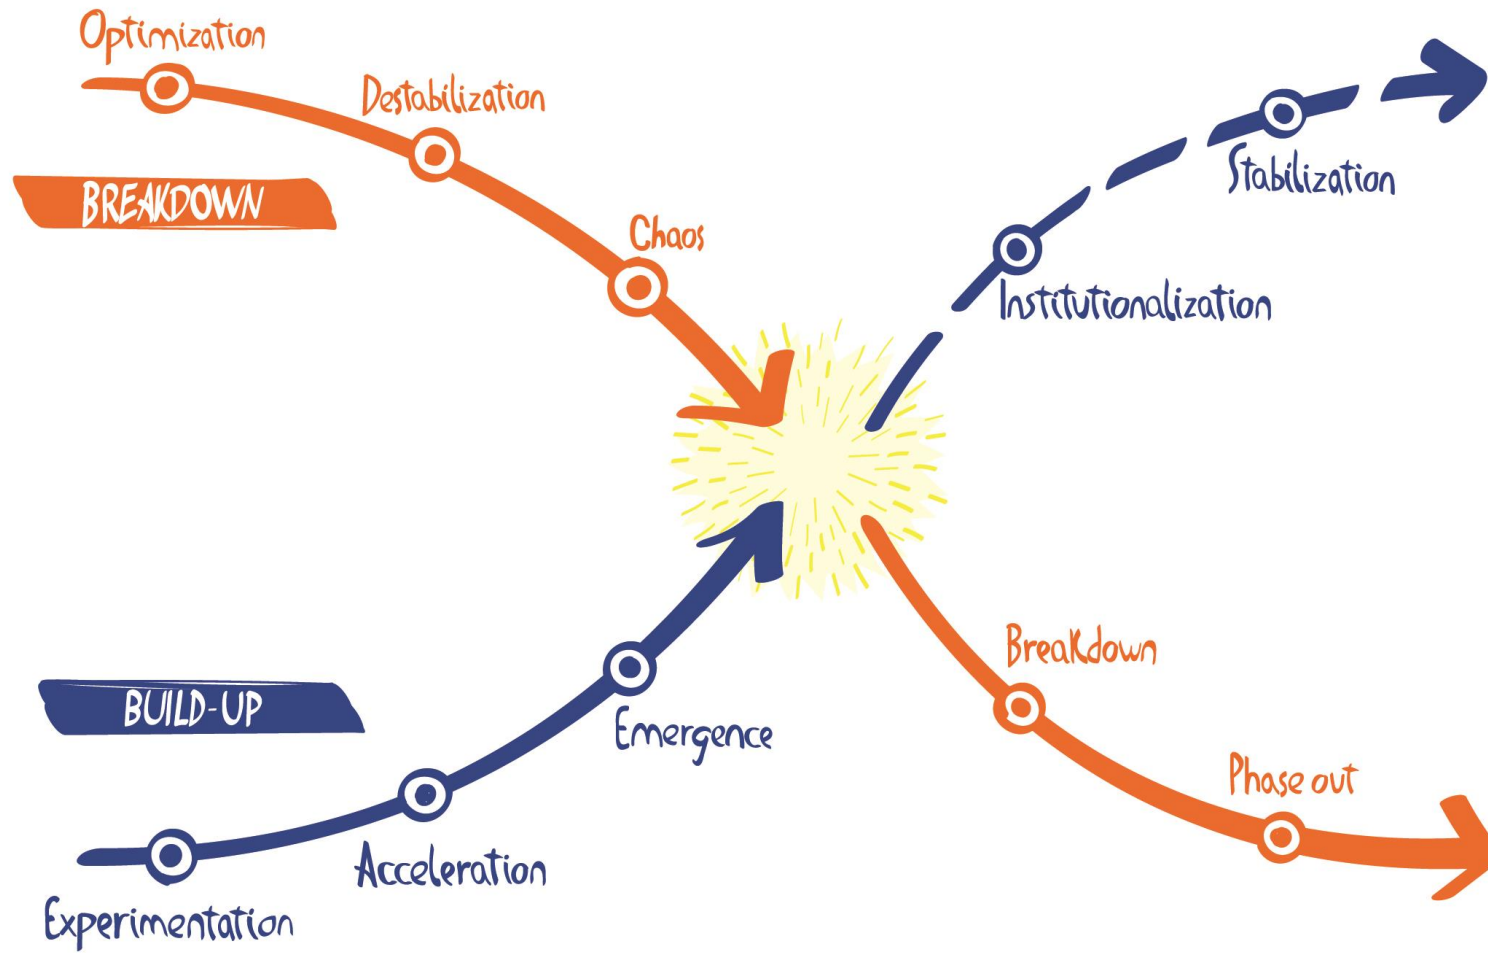 Optimization
Destabilization
BREAKDOWN
Chaos
Stabilization
Institutionalization
BUILD-UP
Emergence
Acceleration
Experimentation
Breakdown
Phase out